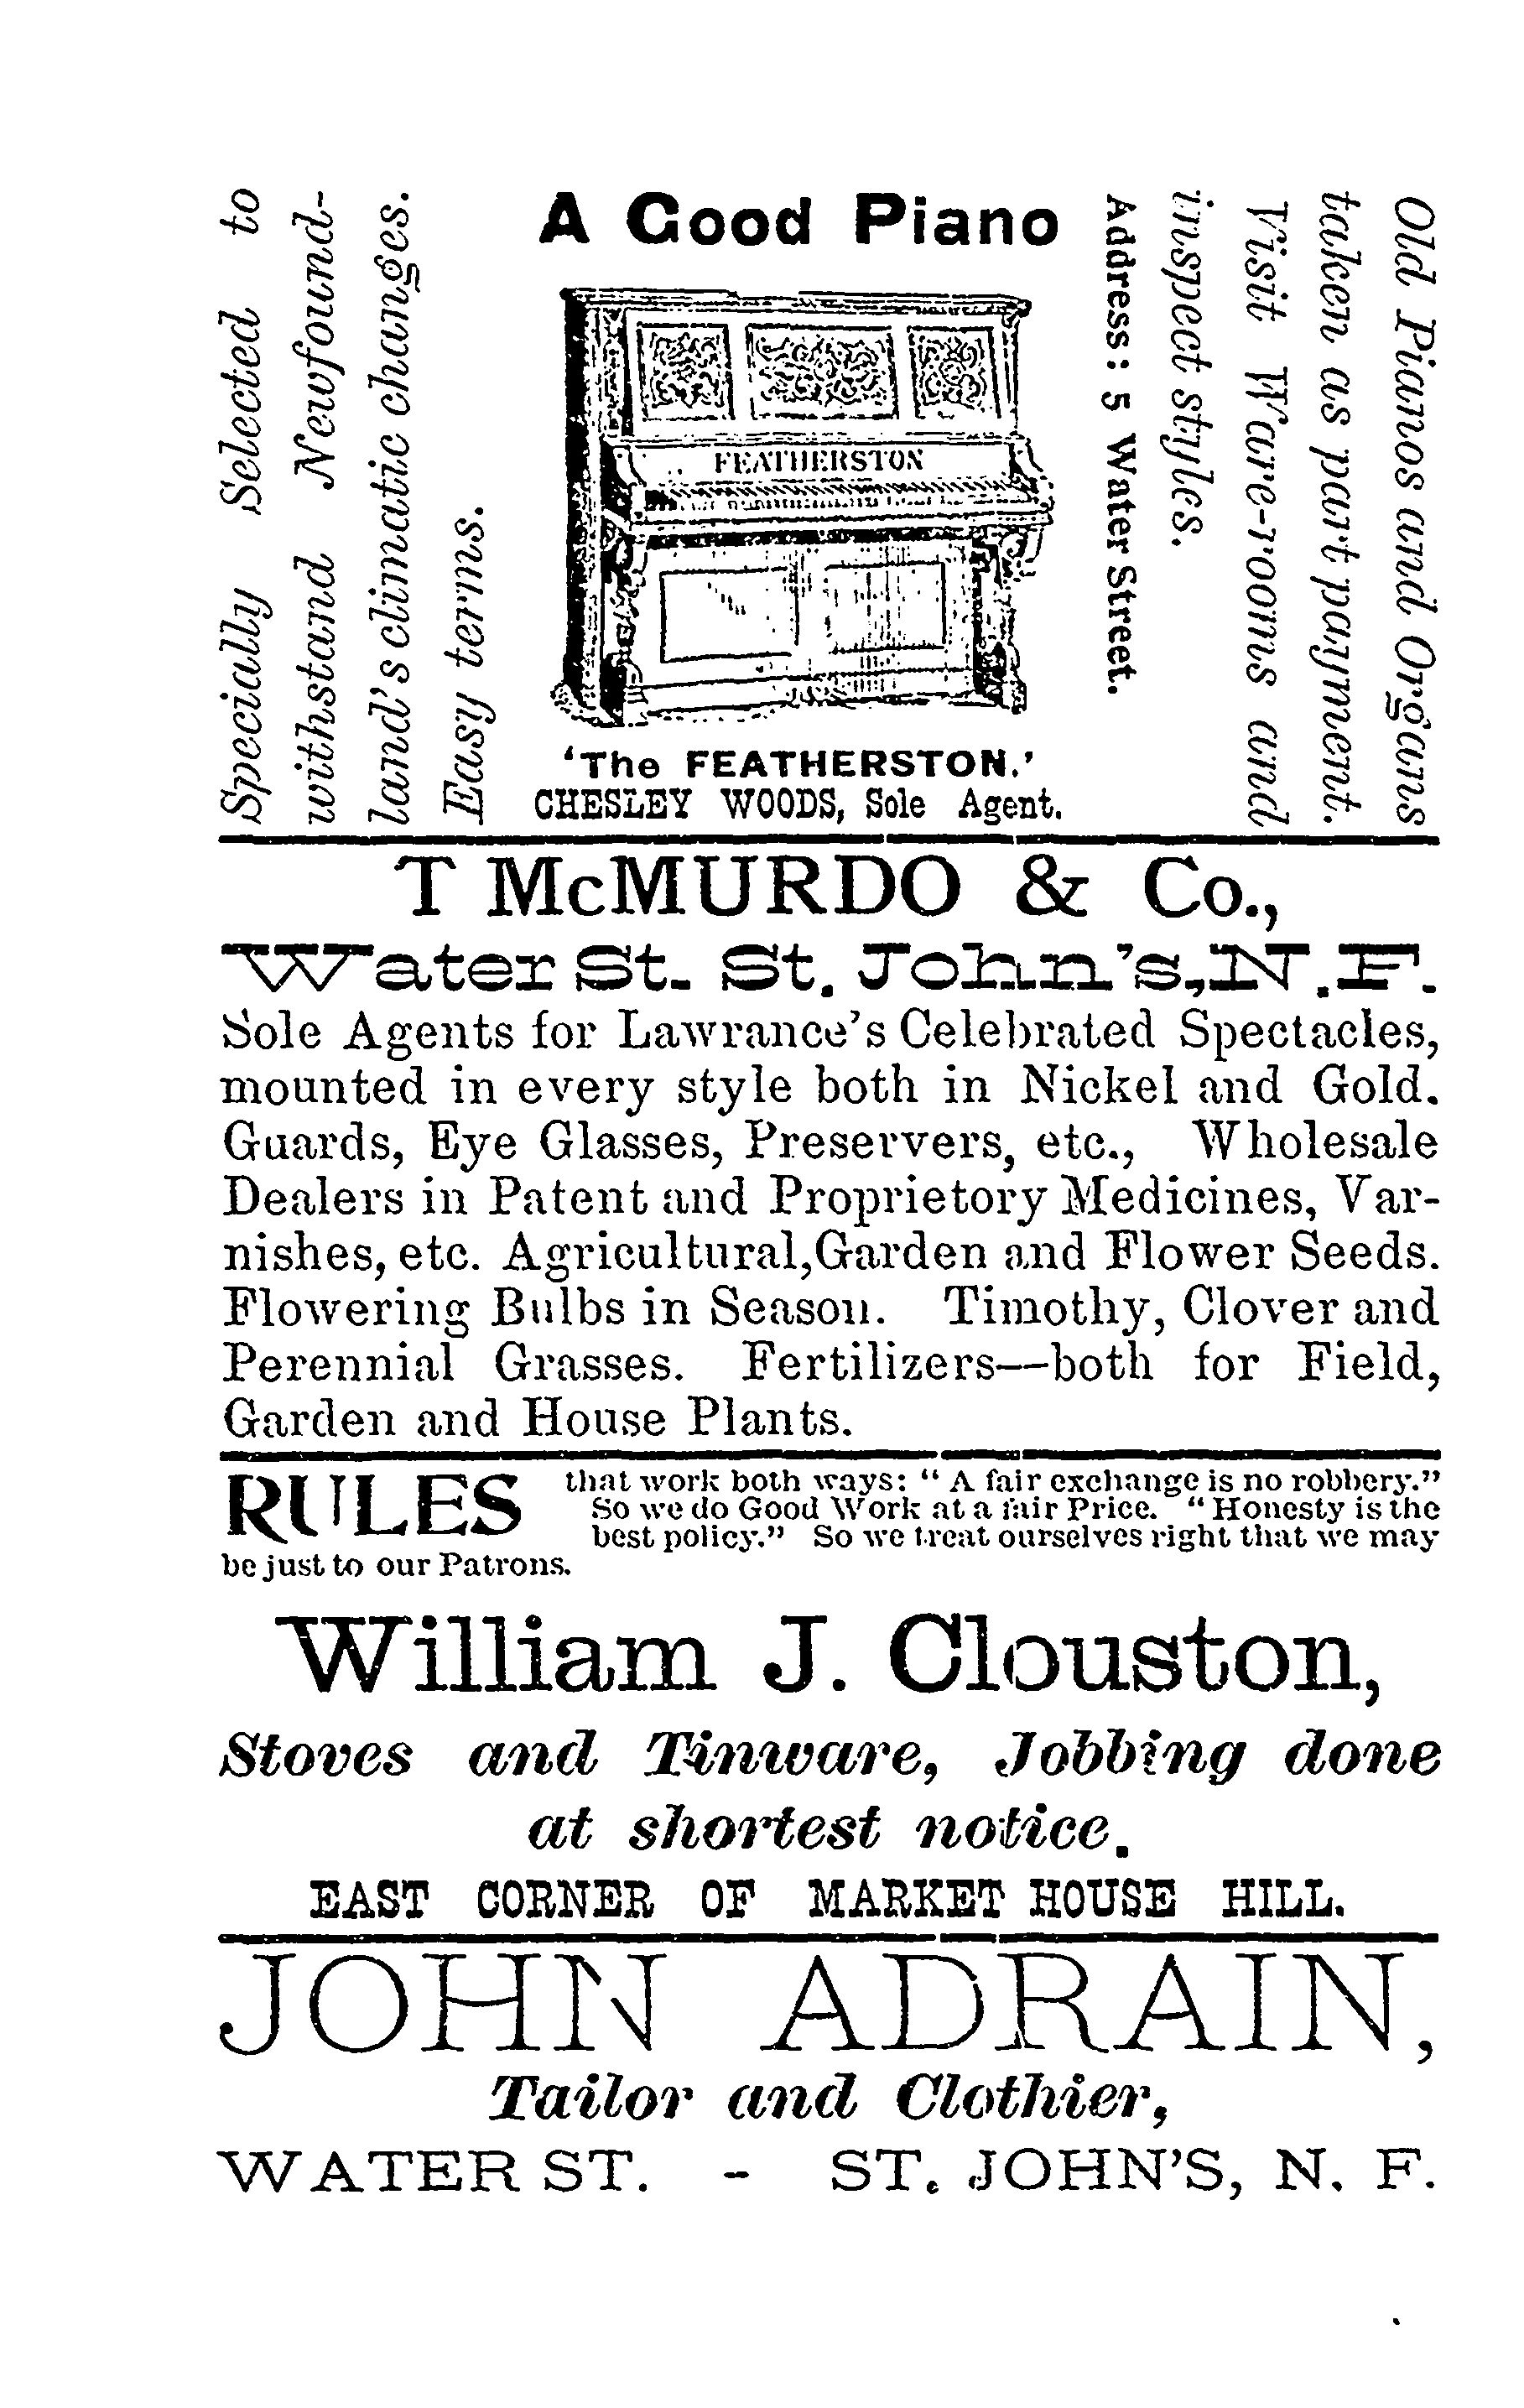 Specially Selected to
withstand Newfound-
land's climatic changes.
Easy terms.
A Good Piano
FEATHERSTON
'The FEATHERSTON.'
CHESLEY WOODS, Sole Agent.
Old Pianos and Organs
taken as part payment.
Visit Ware-rooms and
inspect styles.
Address: 5 Water Street.
T McMURDO & Co.,
Water St. St. John's, N.F.
Sole Agents for Lawrance's Celebrated Spectacles,
mounted in every style both in Nickel and Gold.
Guards, Eye Glasses, Preservers, etc., Wholesale
Dealers in Patent and Proprietory Medicines, Var-
nishes, etc. Agricultural, Garden and Flower Seeds.
Flowering Bulbs in Season. Timothy, Clover and
Perennial Grasses. Fertilizers--both for Field,
Garden and House Plants.
RULES that work both ways: "A fair exchange is no robbery."
So we do Good Work at a fair Price. "Honesty is the
best policy." So we treat ourselves right that we may
be just to our Patrons.
William J. Clouston,
Stoves and Tinware, Jobbing done
at shortest notice.
EAST CORNER OF MARKET HOUSE HILL.
JOHN ADRAIN,
Tailor and Clothier,
WATER ST. - ST. JOHN'S, N. F.